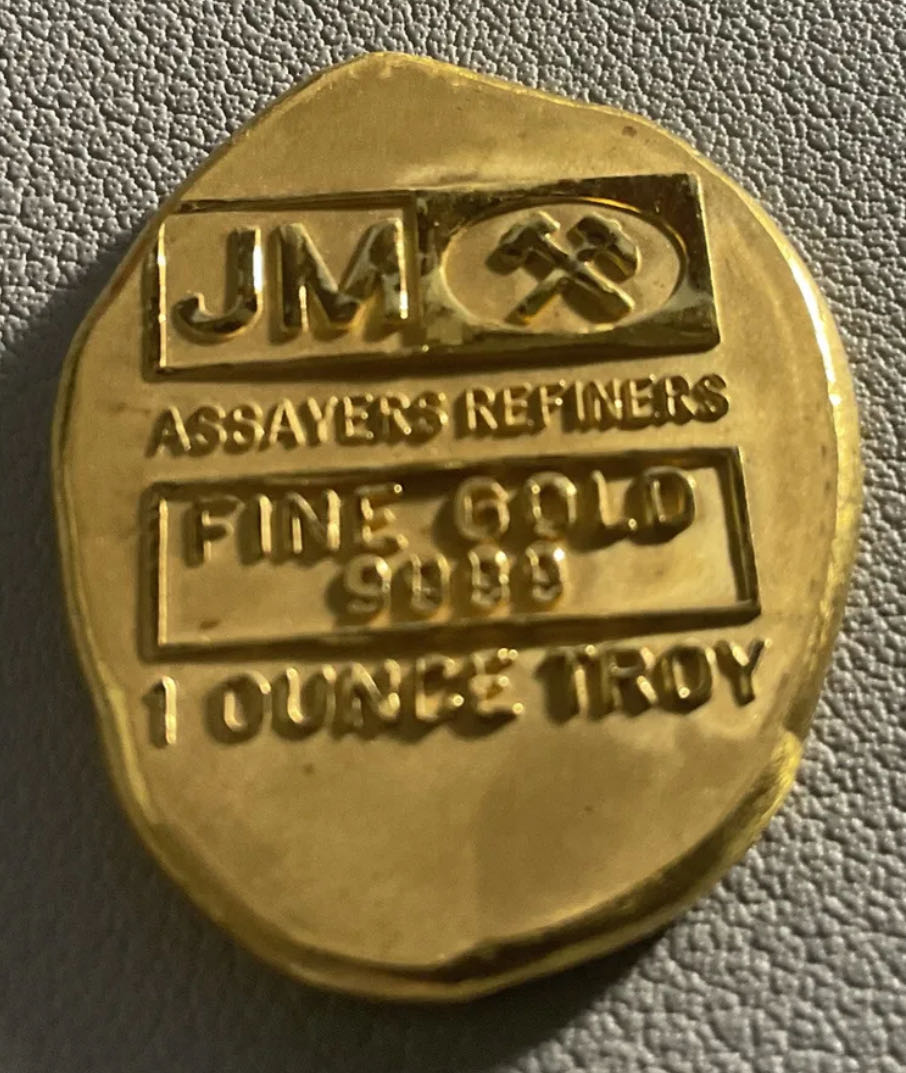 JM
ASSAYERS REFINERS
FINE GOLD
9999
1 OUNCE TROY